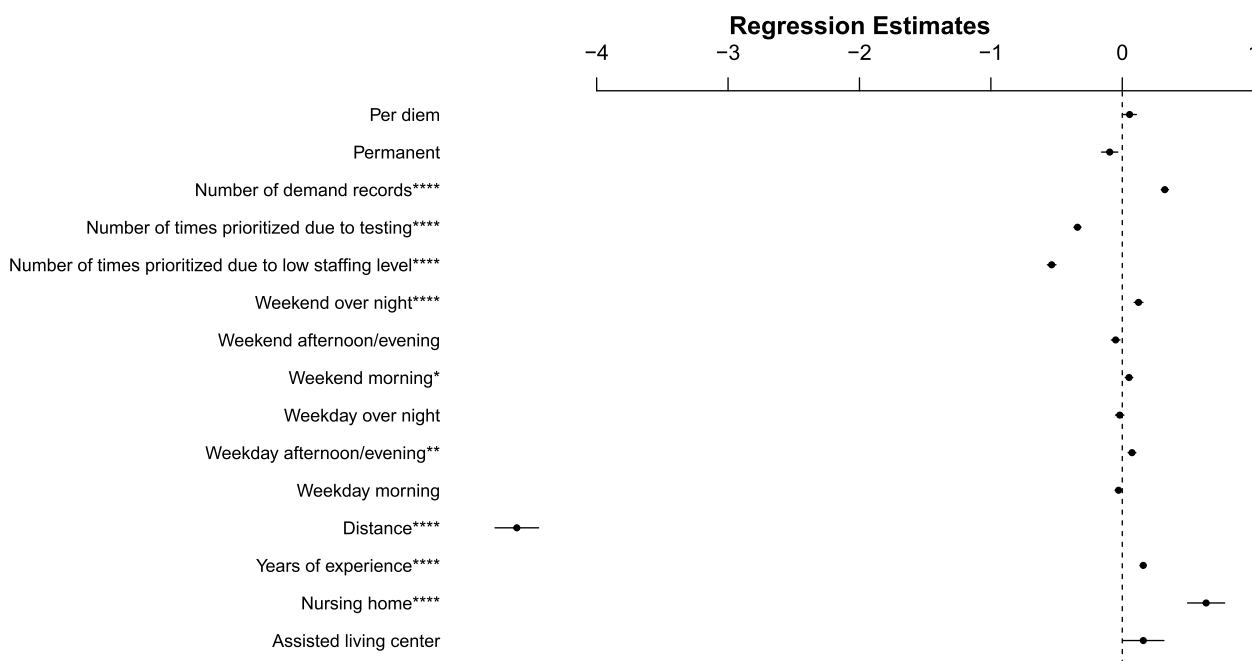 Regression Estimates
−4 −3 −2 −1 0
Per diem
Permanent
Number of demand records****
Number of times prioritized due to testing****
Number of times prioritized due to low staffing level****
Weekend over night****
Weekend afternoon/evening
Weekend morning*
Weekday over night
Weekday afternoon/evening**
Weekday morning
Distance****
Years of experience****
Nursing home****
Assisted living center